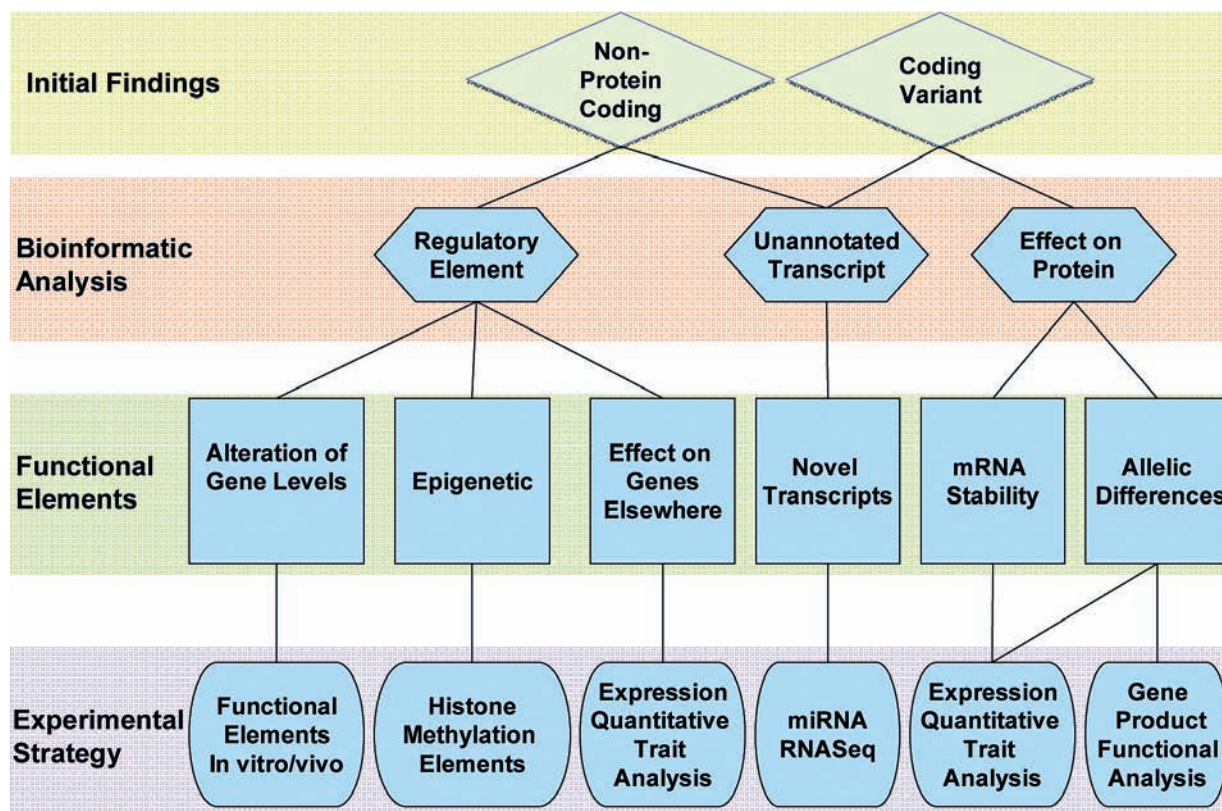 Initial Findings
Non-
Protein
Coding
Coding
Variant
Bioinformatic
Analysis
Regulatory
Element
Unannotated
Transcript
Effect on
Protein
Functional
Elements
Alteration of
Gene Levels
Epigenetic
Effect on
Genes
Elsewhere
Novel
Transcripts
mRNA
Stability
Allelic
Differences
Experimental
Strategy
Functional
Elements
In vitro/vivo
Histone
Methylation
Elements
Expression
Quantitative
Trait
Analysis
miRNA
RNASeq
Expression
Quantitative
Trait
Analysis
Gene
Product
Functional
Analysis